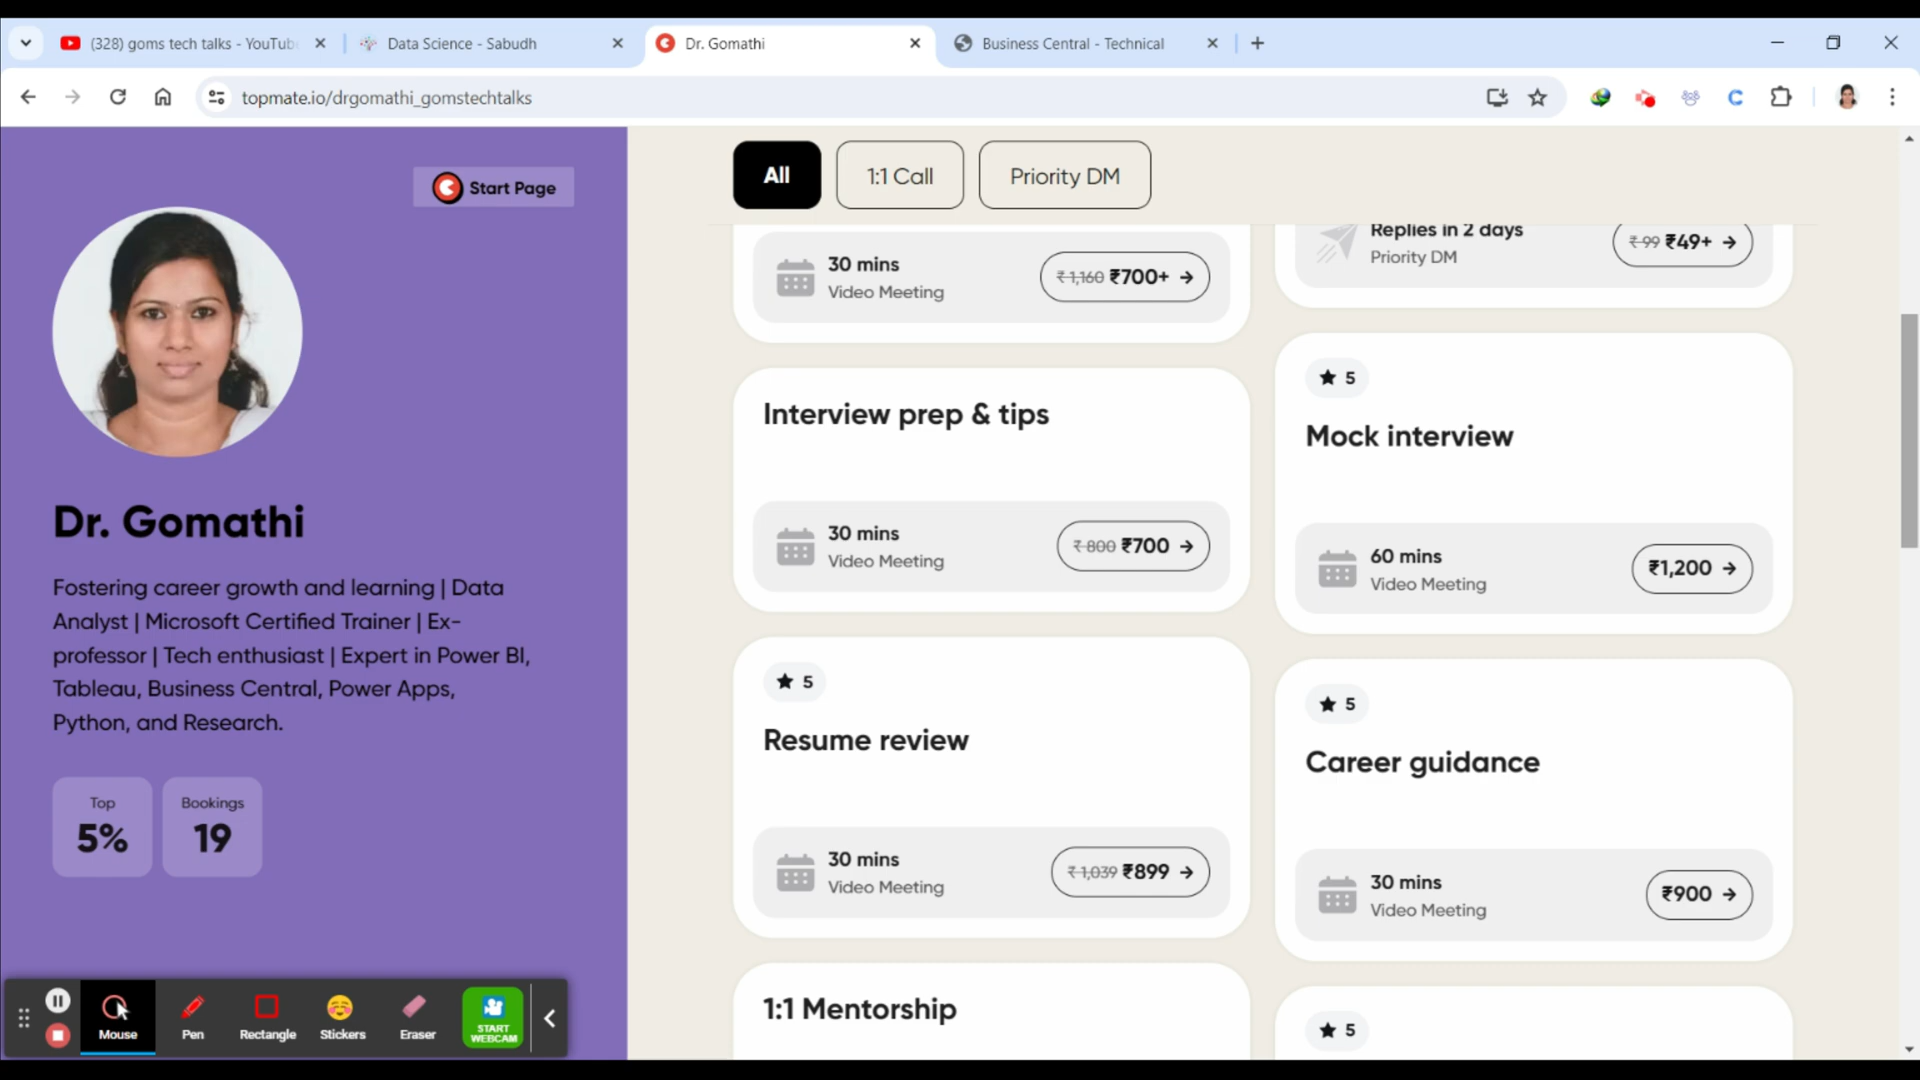 (328) goms tech talks - YouTube
Data Science - Sabudh
Dr. Gomathi
Business Central - Technical
topmate.io/drgomathi_gomstechtalks
Start Page
Dr. Gomathi
Fostering career growth and learning | Data
Analyst | Microsoft Certified Trainer | Ex-
professor | Tech enthusiast | Expert in Power BI,
Tableau, Business Central, Power Apps,
Python, and Research.
Top
5%
Bookings
19
All
1:1 Call
Priority DM
30 mins
Video Meeting
₹1,160 ₹700+ →
Replies in 2 days
Priority DM
₹99 ₹49+ →
Interview prep & tips
30 mins
Video Meeting
₹800 ₹700 →
★ 5
Mock interview
60 mins
Video Meeting
₹1,200 →
★ 5
Resume review
30 mins
Video Meeting
₹1,039 ₹899 →
★ 5
Career guidance
30 mins
Video Meeting
₹900 →
1:1 Mentorship
★ 5
Mouse
Pen
Rectangle
Stickers
Eraser
START
WEBCAM